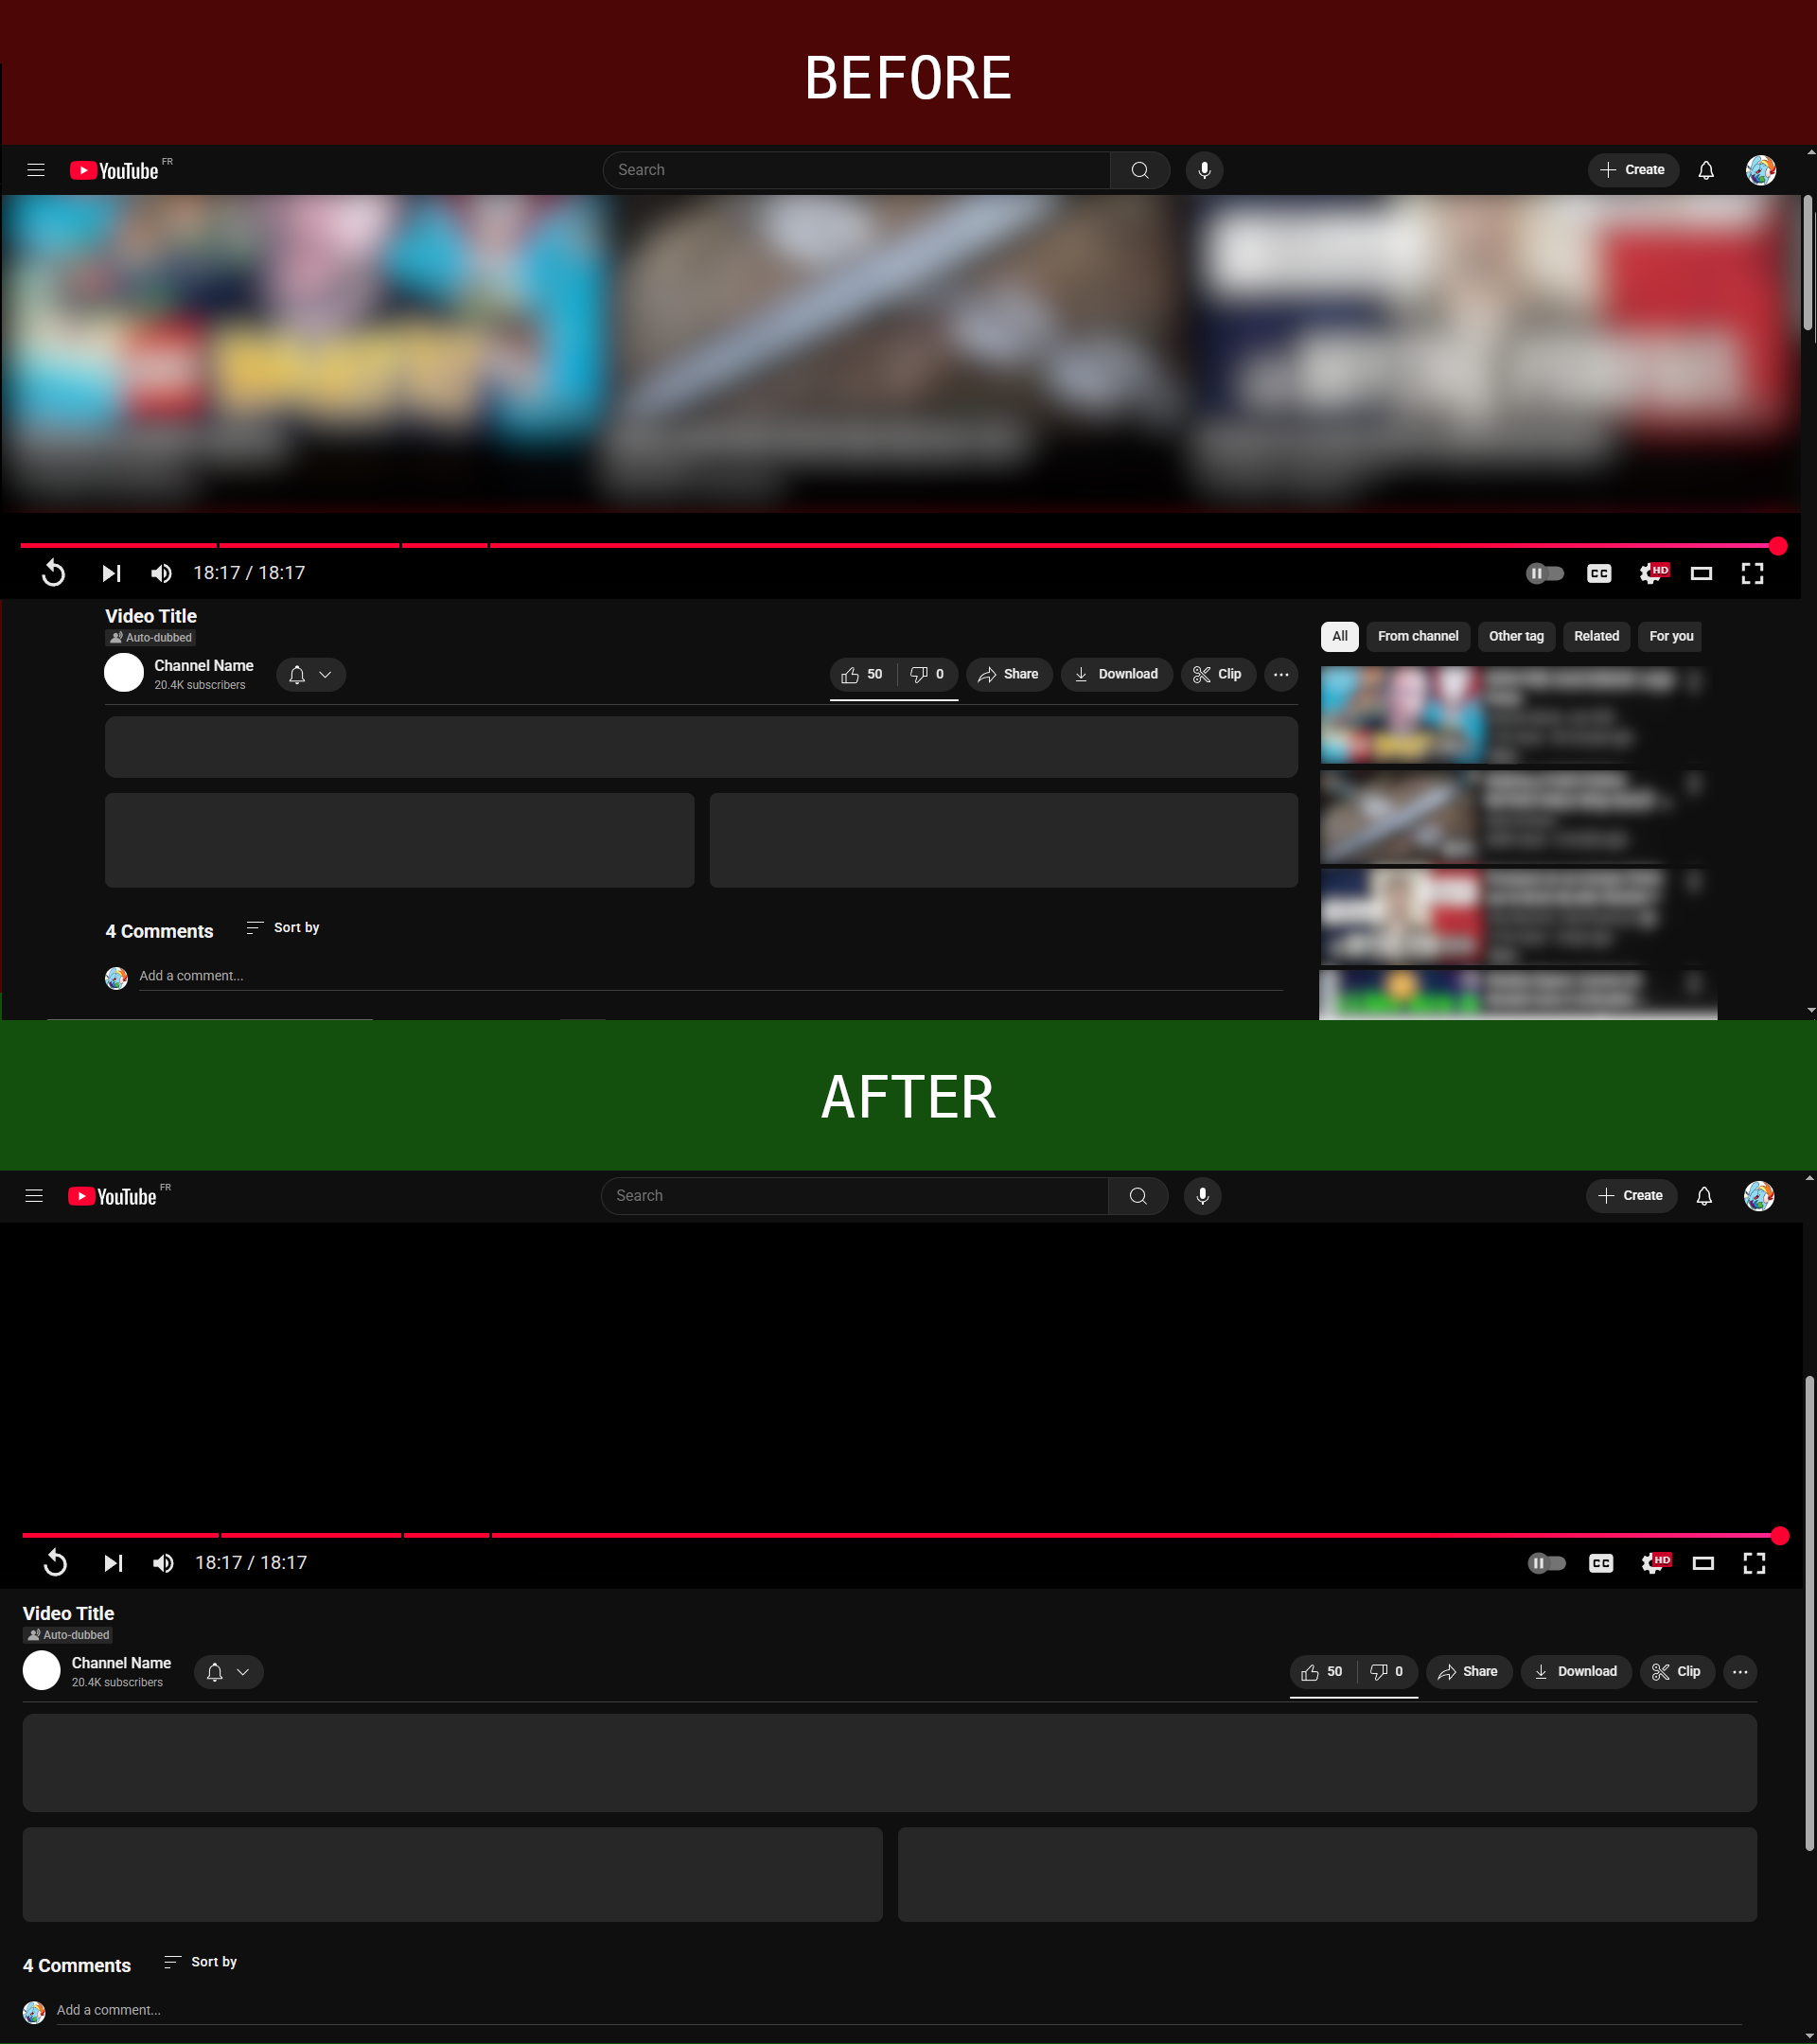 BEFORE
YouTube FR
Search
Create
18:17 / 18:17
CC
HD
Video Title
Auto-dubbed
Channel Name
20.4K subscribers
50
0
Share
Download
Clip
All
From channel
Other tag
Related
For you
4 Comments
Sort by
Add a comment...
AFTER
YouTube FR
Search
Create
18:17 / 18:17
CC
HD
Video Title
Auto-dubbed
Channel Name
20.4K subscribers
50
0
Share
Download
Clip
4 Comments
Sort by
Add a comment...